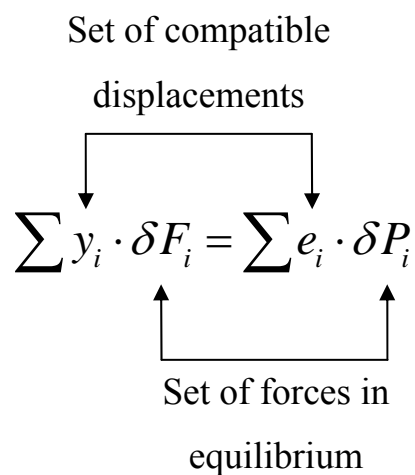 Set of compatible
displacements
∑ yᵢ · δFᵢ = ∑ eᵢ · δPᵢ
Set of forces in
equilibrium